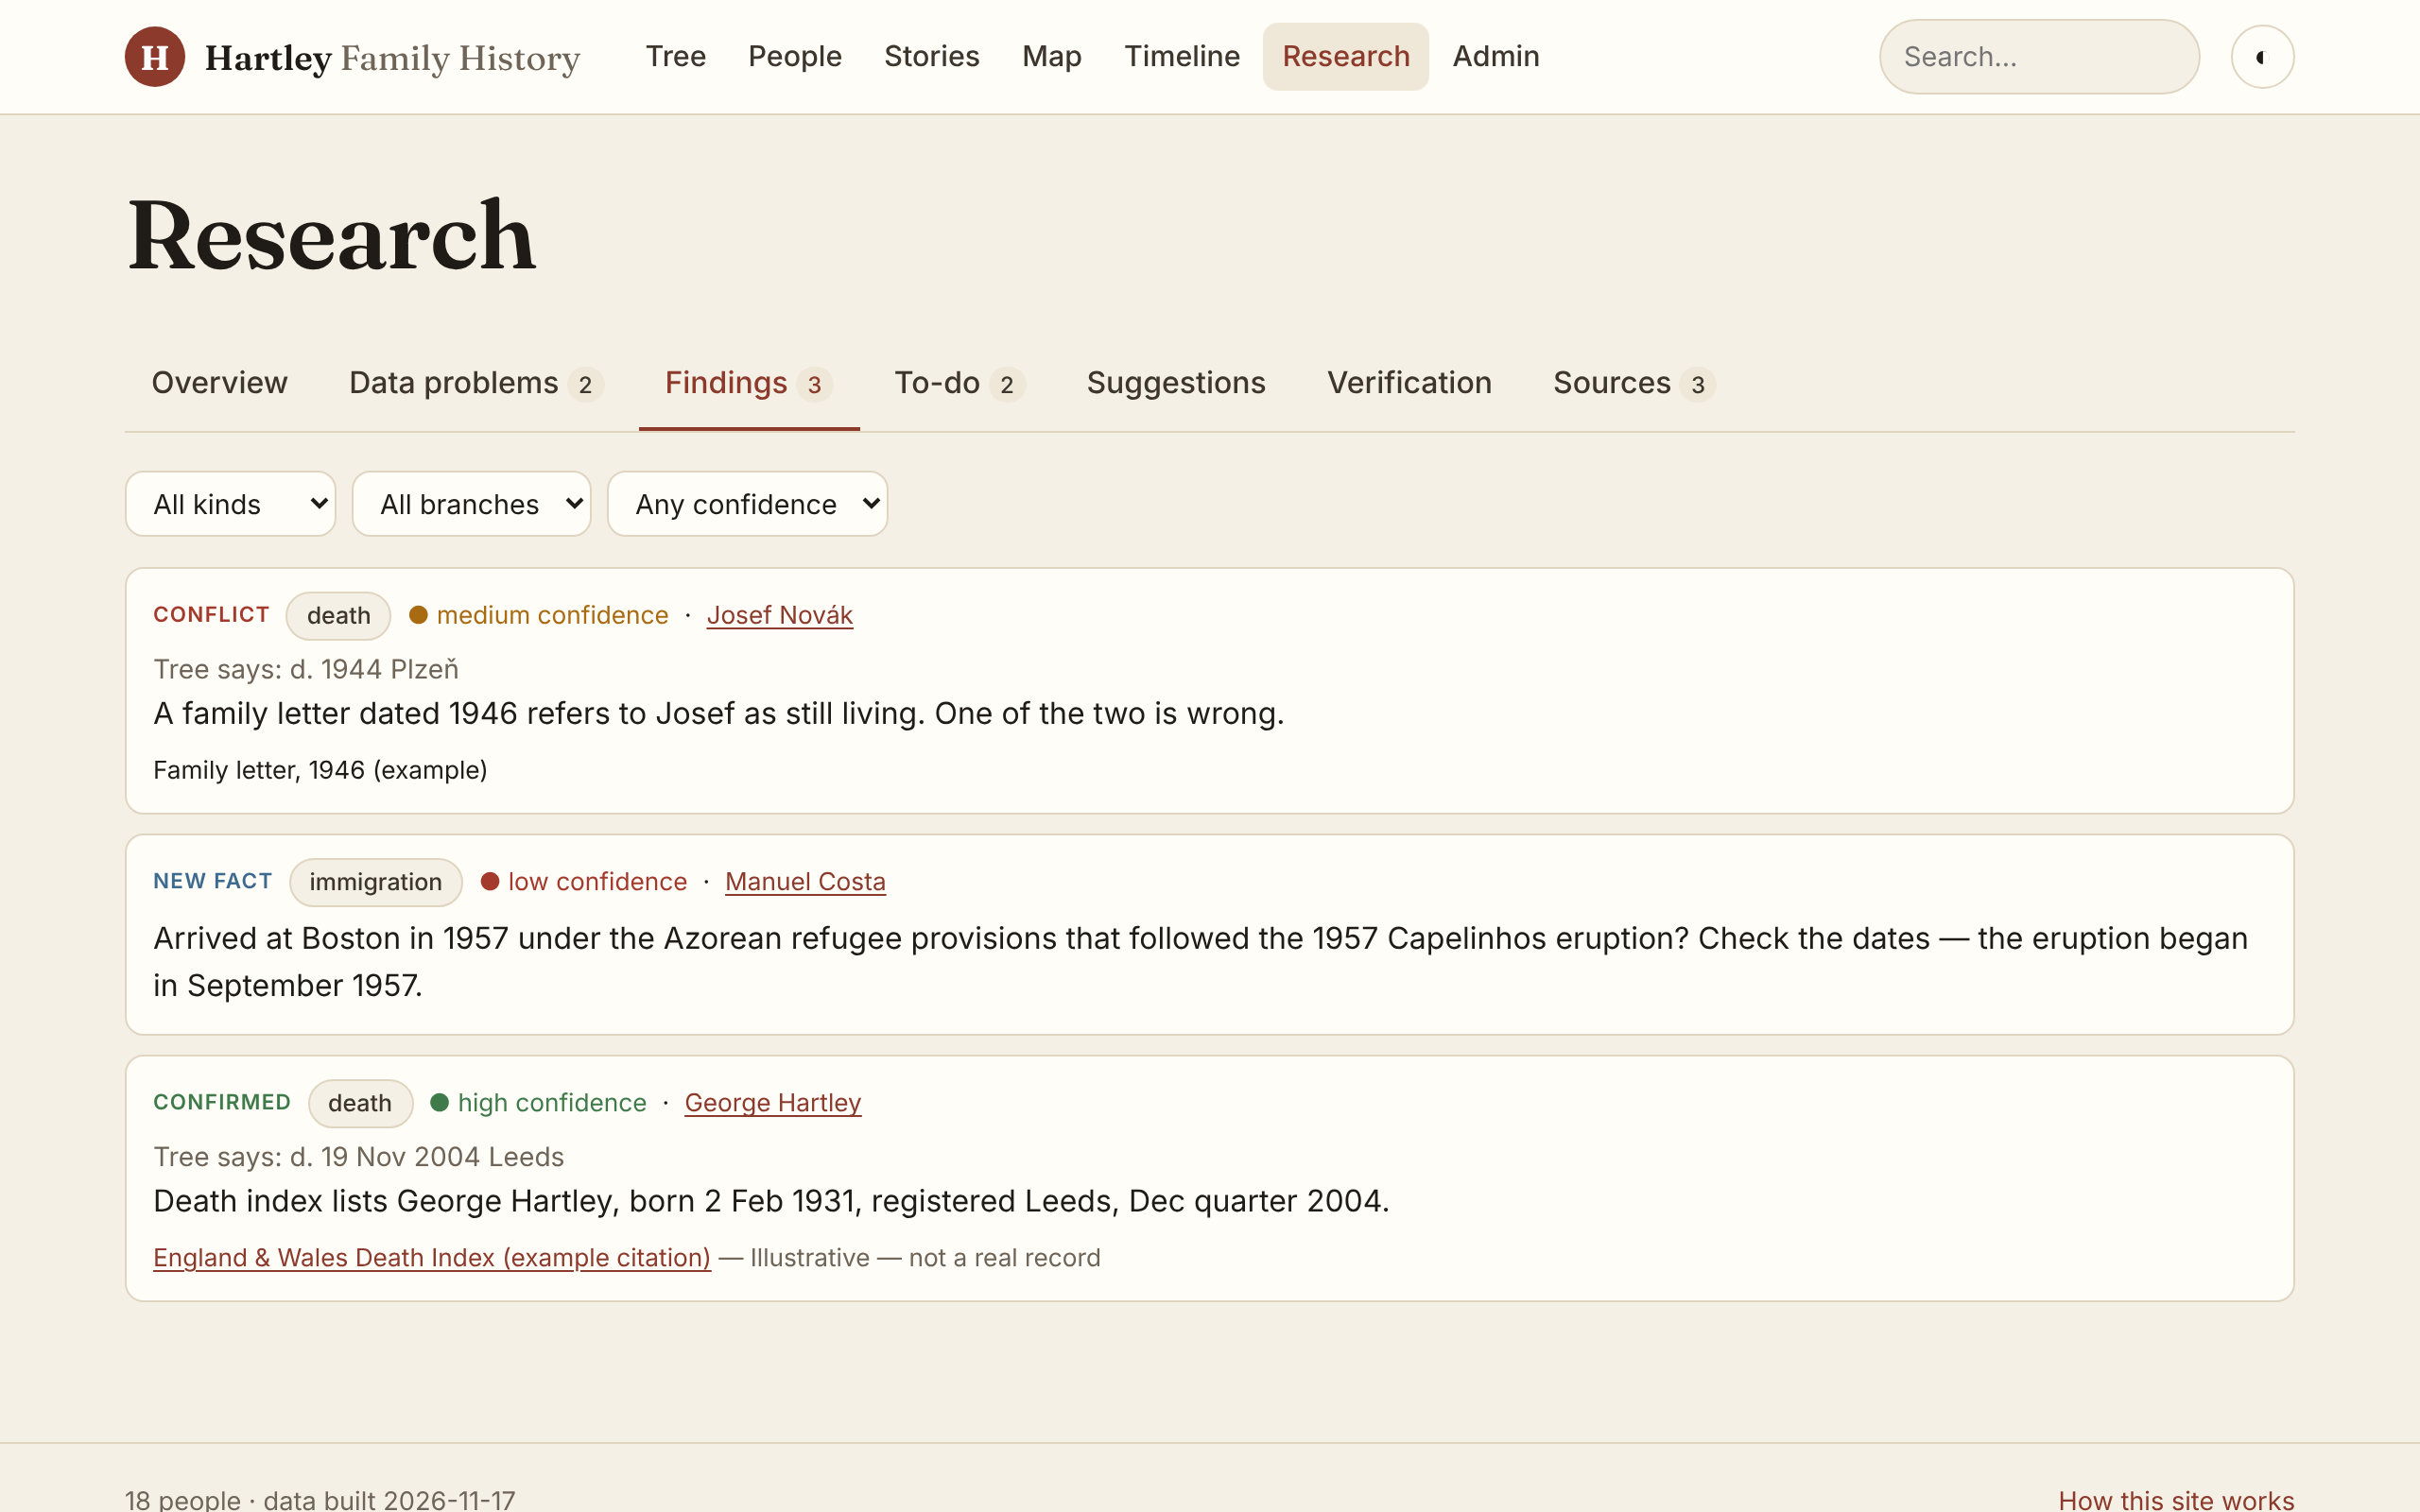 H Hartley Family History Tree People Stories Map Timeline Research Admin Search...
Research
Overview Data problems 2 Findings 3 To-do 2 Suggestions Verification Sources 3
All kinds All branches Any confidence
CONFLICT death medium confidence · Josef Novák
Tree says: d. 1944 Plzeň
A family letter dated 1946 refers to Josef as still living. One of the two is wrong.
Family letter, 1946 (example)
NEW FACT immigration low confidence · Manuel Costa
Arrived at Boston in 1957 under the Azorean refugee provisions that followed the 1957 Capelinhos eruption? Check the dates — the eruption began
in September 1957.
CONFIRMED death high confidence · George Hartley
Tree says: d. 19 Nov 2004 Leeds
Death index lists George Hartley, born 2 Feb 1931, registered Leeds, Dec quarter 2004.
England & Wales Death Index (example citation) — Illustrative — not a real record
18 people · data built 2026-11-17 How this site works